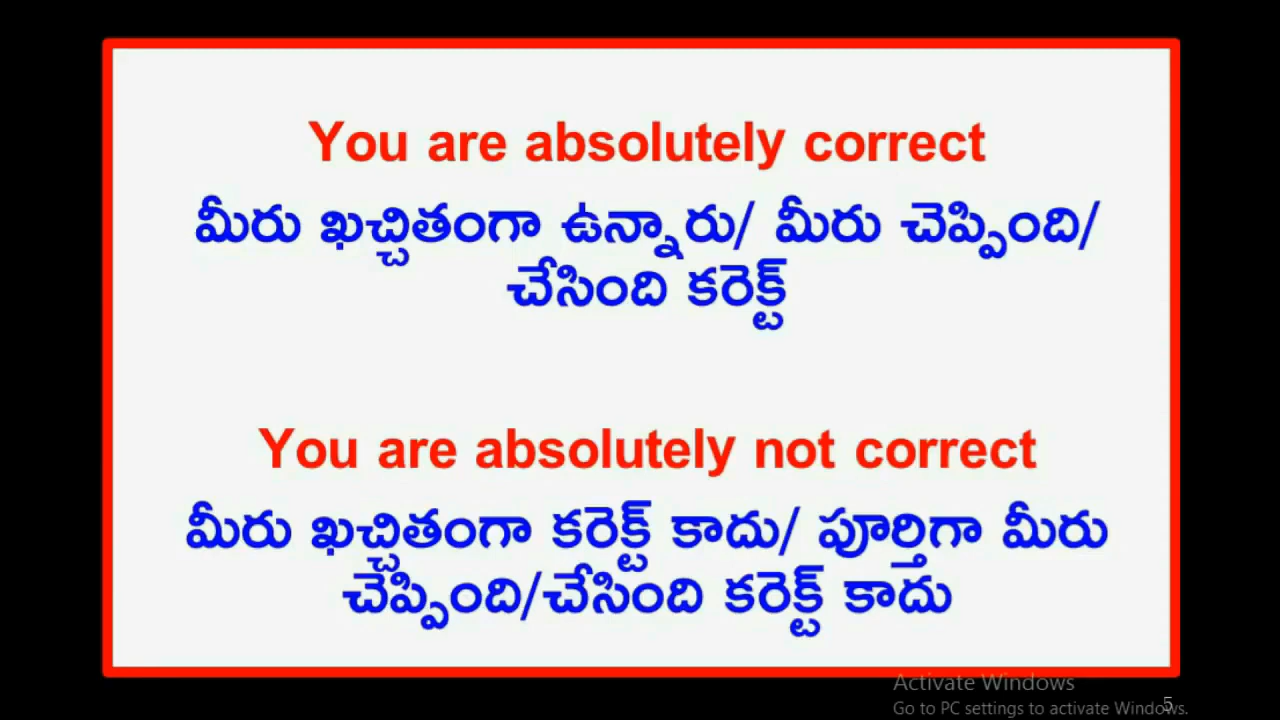 You are absolutely correct
మీరు ఖచ్చితంగా ఉన్నారు/ మీరు చెప్పింది/
చేసింది కరెక్ట్
You are absolutely not correct
మీరు ఖచ్చితంగా కరెక్ట్ కాదు/ పూర్తిగా మీరు
చెప్పింది/చేసింది కరెక్ట్ కాదు
Activate Windows
5
Go to PC settings to activate Windows.